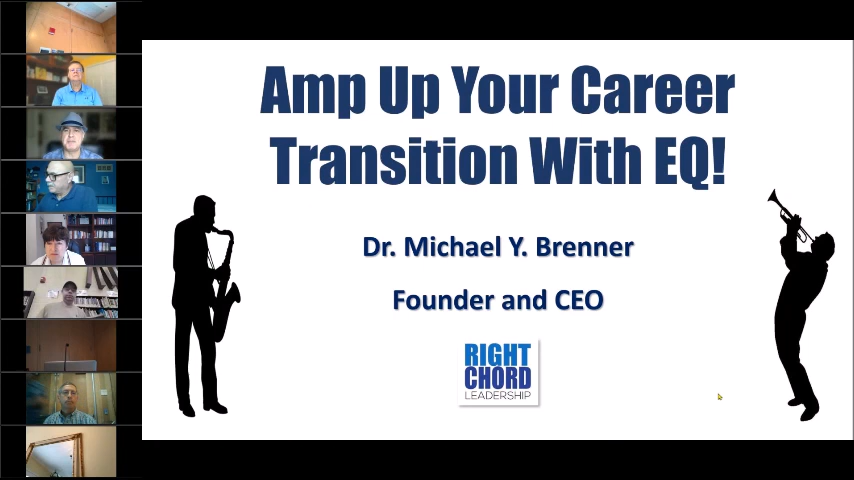 Amp Up Your Career
Transition With EQ!
Dr. Michael Y. Brenner
Founder and CEO
RIGHT
CHORD
LEADERSHIP